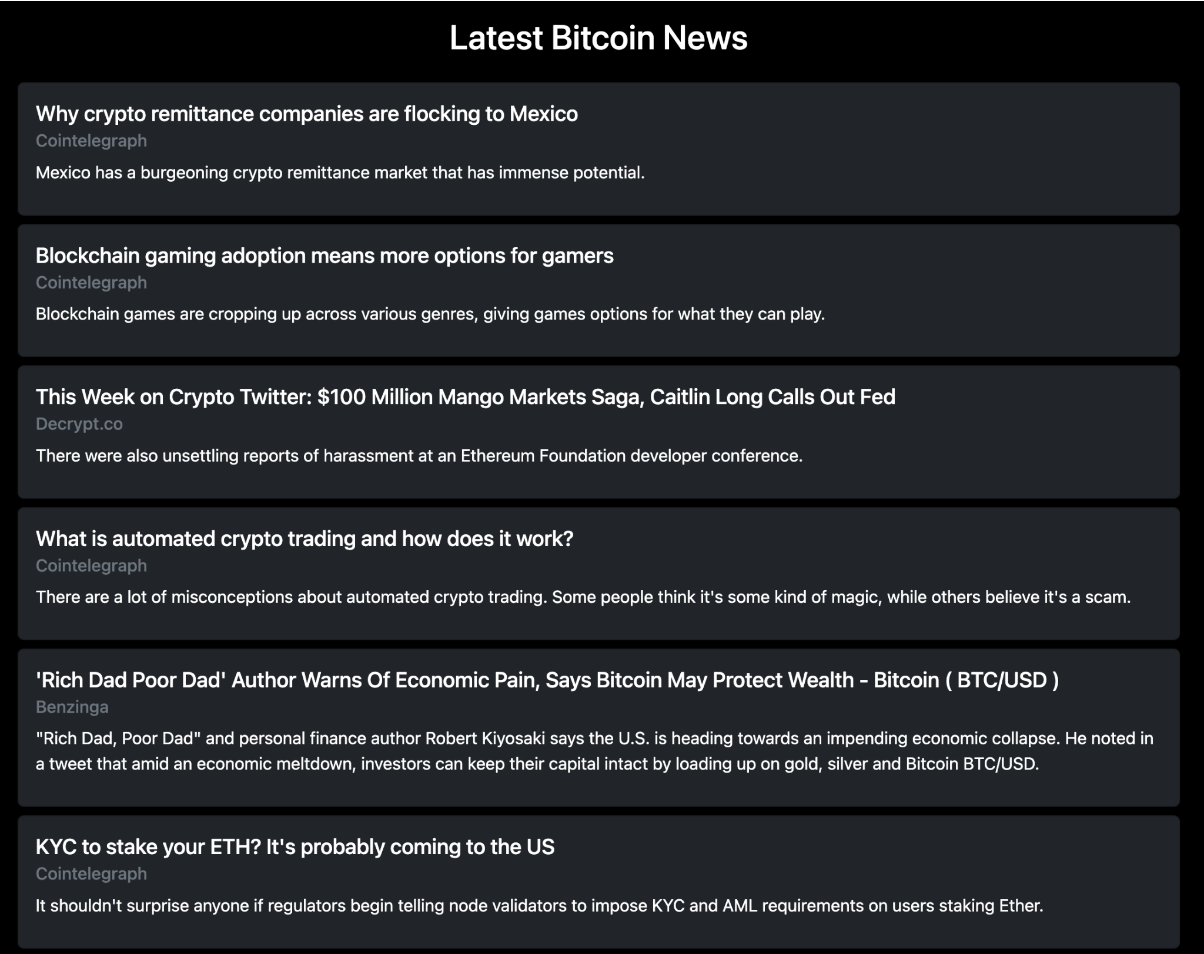 Latest Bitcoin News
Why crypto remittance companies are flocking to Mexico
Cointelegraph
Mexico has a burgeoning crypto remittance market that has immense potential.
Blockchain gaming adoption means more options for gamers
Cointelegraph
Blockchain games are cropping up across various genres, giving games options for what they can play.
This Week on Crypto Twitter: $100 Million Mango Markets Saga, Caitlin Long Calls Out Fed
Decrypt.co
There were also unsettling reports of harassment at an Ethereum Foundation developer conference.
What is automated crypto trading and how does it work?
Cointelegraph
There are a lot of misconceptions about automated crypto trading. Some people think it's some kind of magic, while others believe it's a scam.
'Rich Dad Poor Dad' Author Warns Of Economic Pain, Says Bitcoin May Protect Wealth - Bitcoin ( BTC/USD )
Benzinga
"Rich Dad, Poor Dad" and personal finance author Robert Kiyosaki says the U.S. is heading towards an impending economic collapse. He noted in
a tweet that amid an economic meltdown, investors can keep their capital intact by loading up on gold, silver and Bitcoin BTC/USD.
KYC to stake your ETH? It's probably coming to the US
Cointelegraph
It shouldn't surprise anyone if regulators begin telling node validators to impose KYC and AML requirements on users staking Ether.